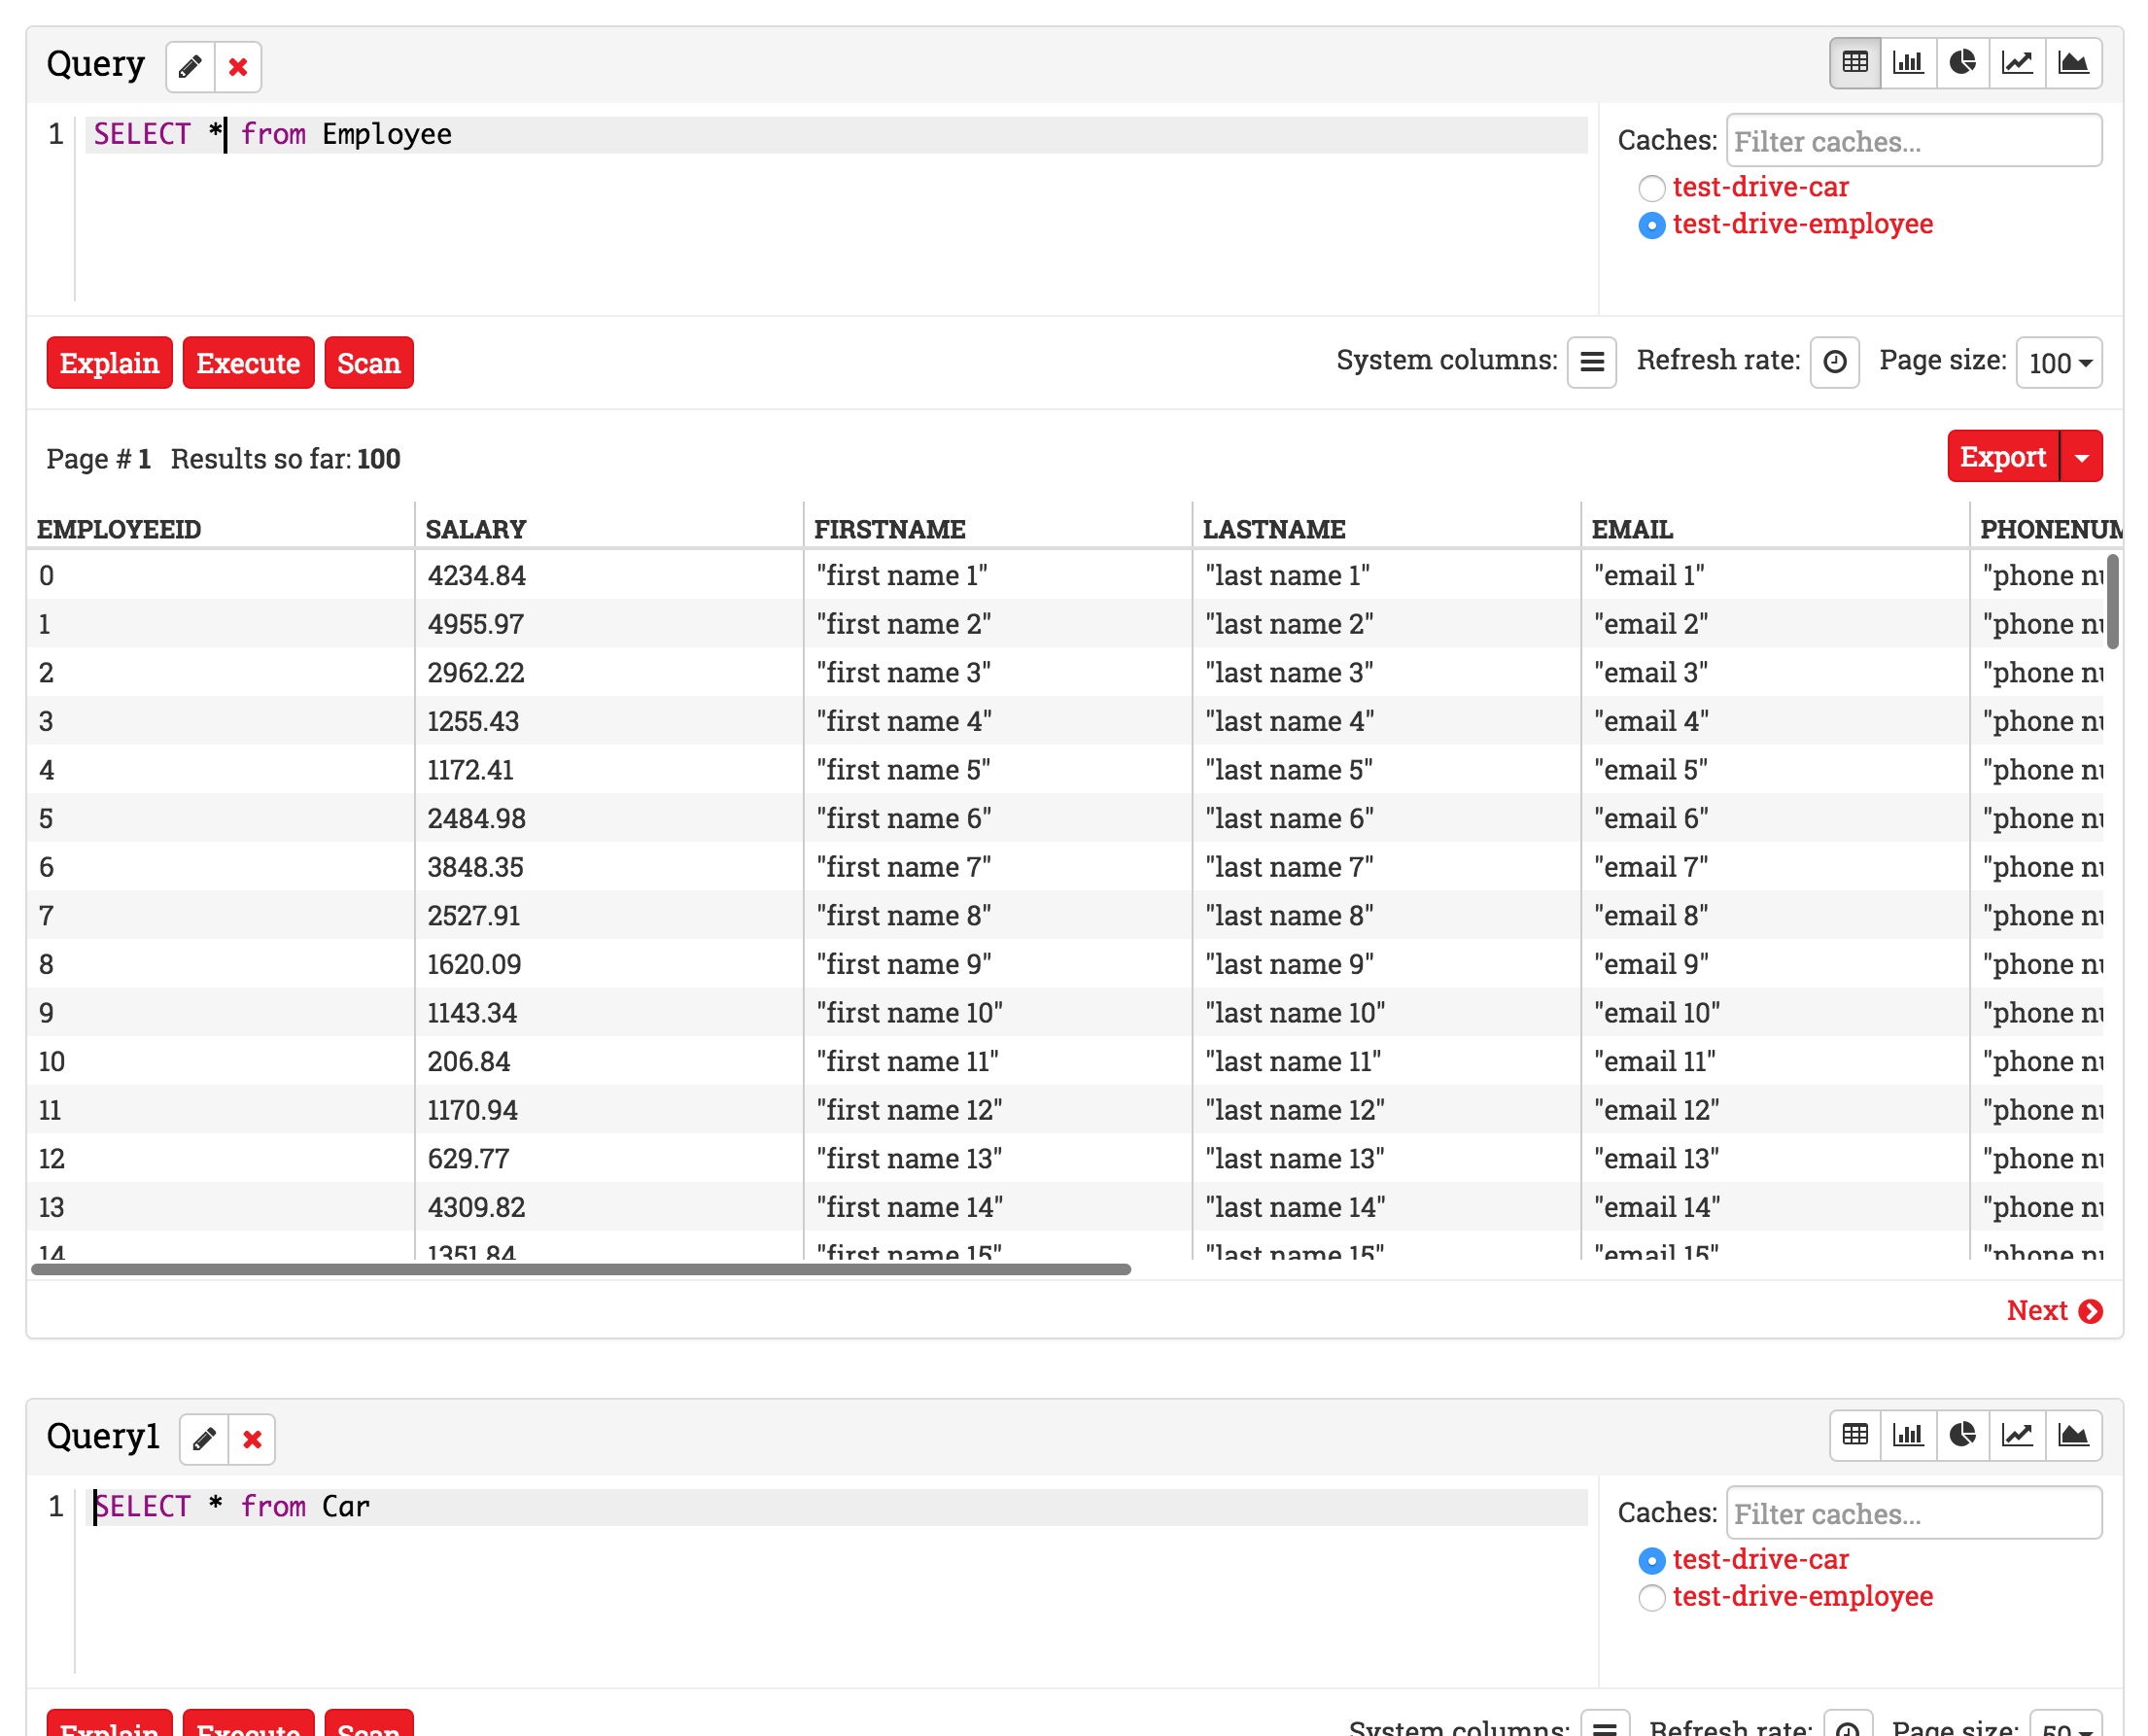 Query
1 SELECT * from Employee
Caches: Filter caches...
test-drive-car
test-drive-employee
Explain Execute Scan System columns: Refresh rate: Page size: 100
Page # 1 Results so far: 100 Export
EMPLOYEEID SALARY FIRSTNAME LASTNAME EMAIL PHONENUM
0 4234.84 "first name 1" "last name 1" "email 1" "phone nu
1 4955.97 "first name 2" "last name 2" "email 2" "phone nu
2 2962.22 "first name 3" "last name 3" "email 3" "phone nu
3 1255.43 "first name 4" "last name 4" "email 4" "phone nu
4 1172.41 "first name 5" "last name 5" "email 5" "phone nu
5 2484.98 "first name 6" "last name 6" "email 6" "phone nu
6 3848.35 "first name 7" "last name 7" "email 7" "phone nu
7 2527.91 "first name 8" "last name 8" "email 8" "phone nu
8 1620.09 "first name 9" "last name 9" "email 9" "phone nu
9 1143.34 "first name 10" "last name 10" "email 10" "phone nu
10 206.84 "first name 11" "last name 11" "email 11" "phone nu
11 1170.94 "first name 12" "last name 12" "email 12" "phone nu
12 629.77 "first name 13" "last name 13" "email 13" "phone nu
13 4309.82 "first name 14" "last name 14" "email 14" "phone nu
14 1351.84 "first name 15" "last name 15" "email 15" "phone nu
Next
Query1
1 SELECT * from Car
Caches: Filter caches...
test-drive-car
test-drive-employee
Explain Execute Scan System columns: Refresh rate: Page size: 50